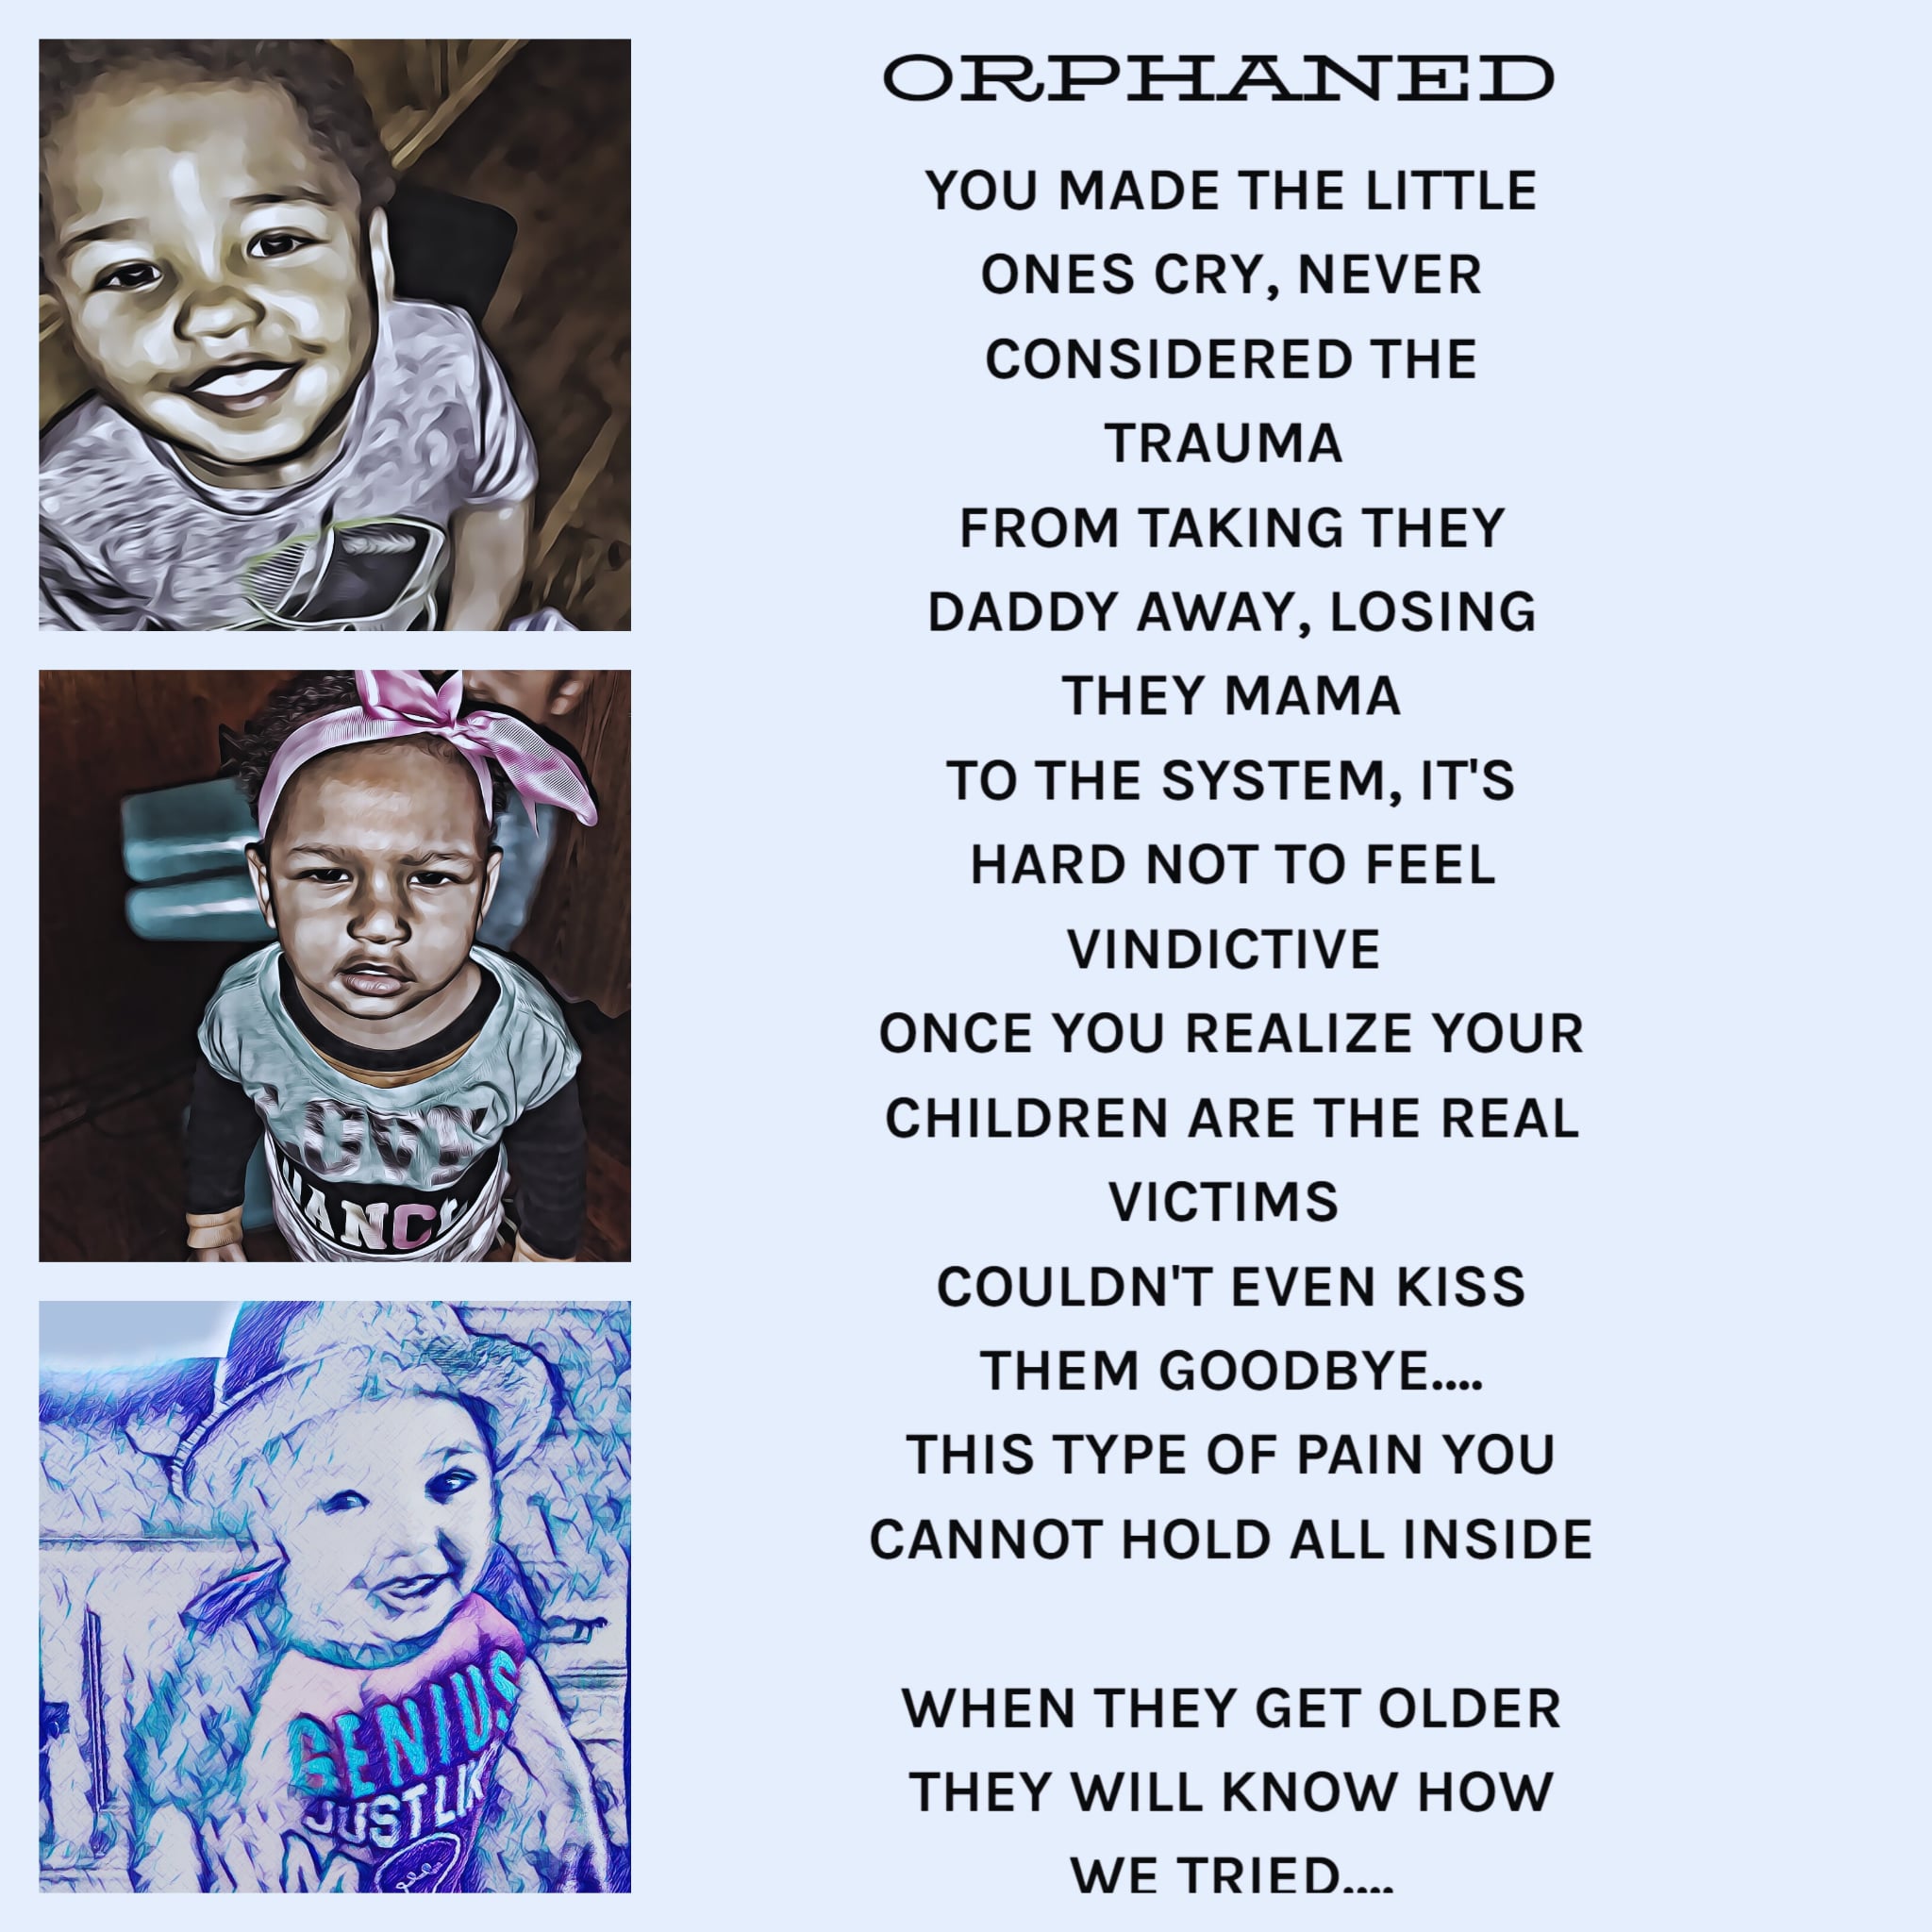 ORPHANED
YOU MADE THE LITTLE
ONES CRY, NEVER
CONSIDERED THE
TRAUMA
FROM TAKING THEY
DADDY AWAY, LOSING
THEY MAMA
TO THE SYSTEM, IT'S
HARD NOT TO FEEL
VINDICTIVE
ONCE YOU REALIZE YOUR
CHILDREN ARE THE REAL
VICTIMS
COULDN'T EVEN KISS
THEM GOODBYE....
THIS TYPE OF PAIN YOU
CANNOT HOLD ALL INSIDE
WHEN THEY GET OLDER
THEY WILL KNOW HOW
WE TRIED....
GENIUS
JUST LIK